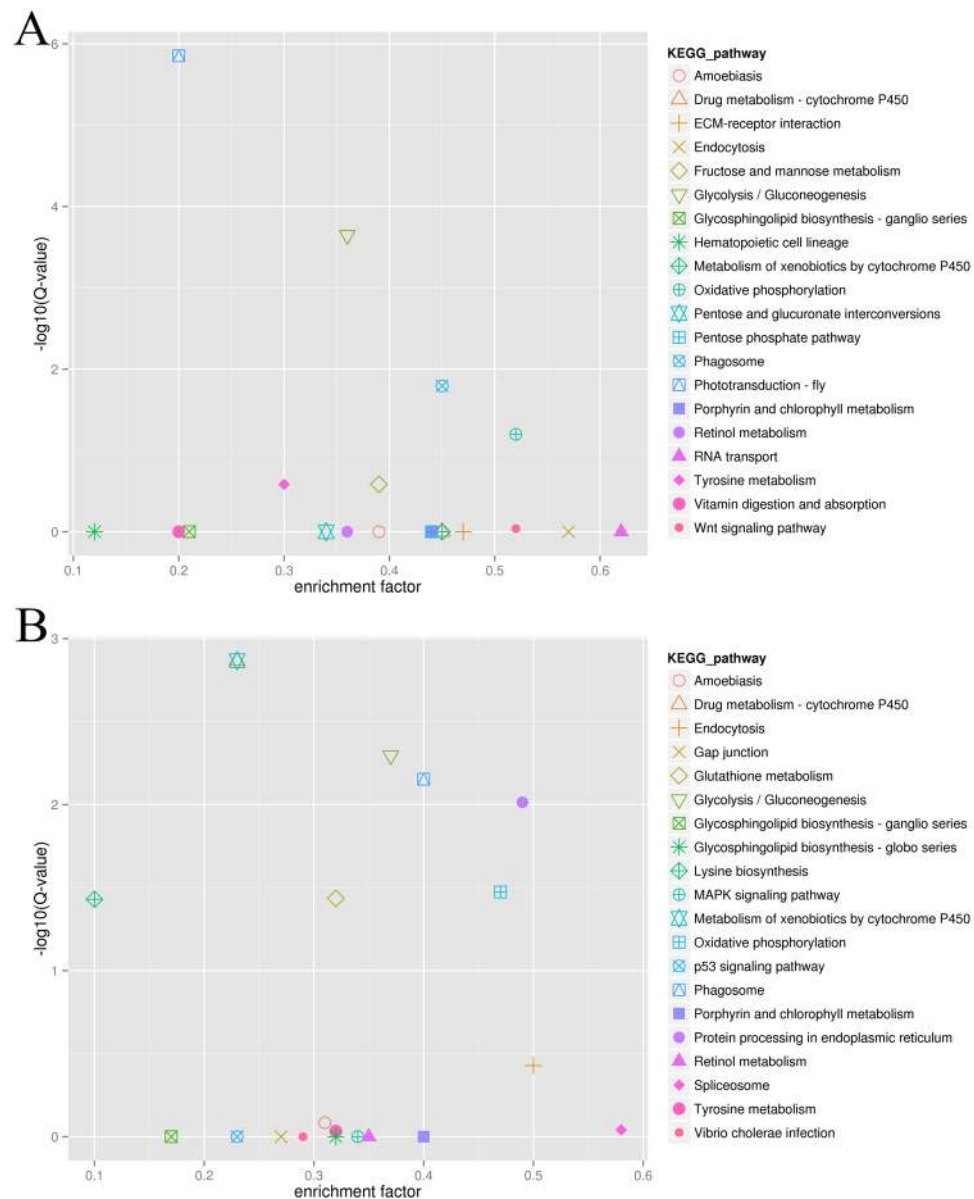 A
6
4
2
0
0.1 0.2 0.3 0.4 0.5 0.6
enrichment factor
-log10(Q-value)
KEGG_pathway
Amoebiasis
Drug metabolism - cytochrome P450
ECM-receptor interaction
Endocytosis
Fructose and mannose metabolism
Glycolysis / Gluconeogenesis
Glycosphingolipid biosynthesis - ganglio series
Hematopoietic cell lineage
Metabolism of xenobiotics by cytochrome P450
Oxidative phosphorylation
Pentose and glucuronate interconversions
Pentose phosphate pathway
Phagosome
Phototransduction - fly
Porphyrin and chlorophyll metabolism
Retinol metabolism
RNA transport
Tyrosine metabolism
Vitamin digestion and absorption
Wnt signaling pathway
B
3
2
1
0
0.1 0.2 0.3 0.4 0.5 0.6
enrichment factor
-log10(Q-value)
KEGG_pathway
Amoebiasis
Drug metabolism - cytochrome P450
Endocytosis
Gap junction
Glutathione metabolism
Glycolysis / Gluconeogenesis
Glycosphingolipid biosynthesis - ganglio series
Glycosphingolipid biosynthesis - globo series
Lysine biosynthesis
MAPK signaling pathway
Metabolism of xenobiotics by cytochrome P450
Oxidative phosphorylation
p53 signaling pathway
Phagosome
Porphyrin and chlorophyll metabolism
Protein processing in endoplasmic reticulum
Retinol metabolism
Spliceosome
Tyrosine metabolism
Vibrio cholerae infection